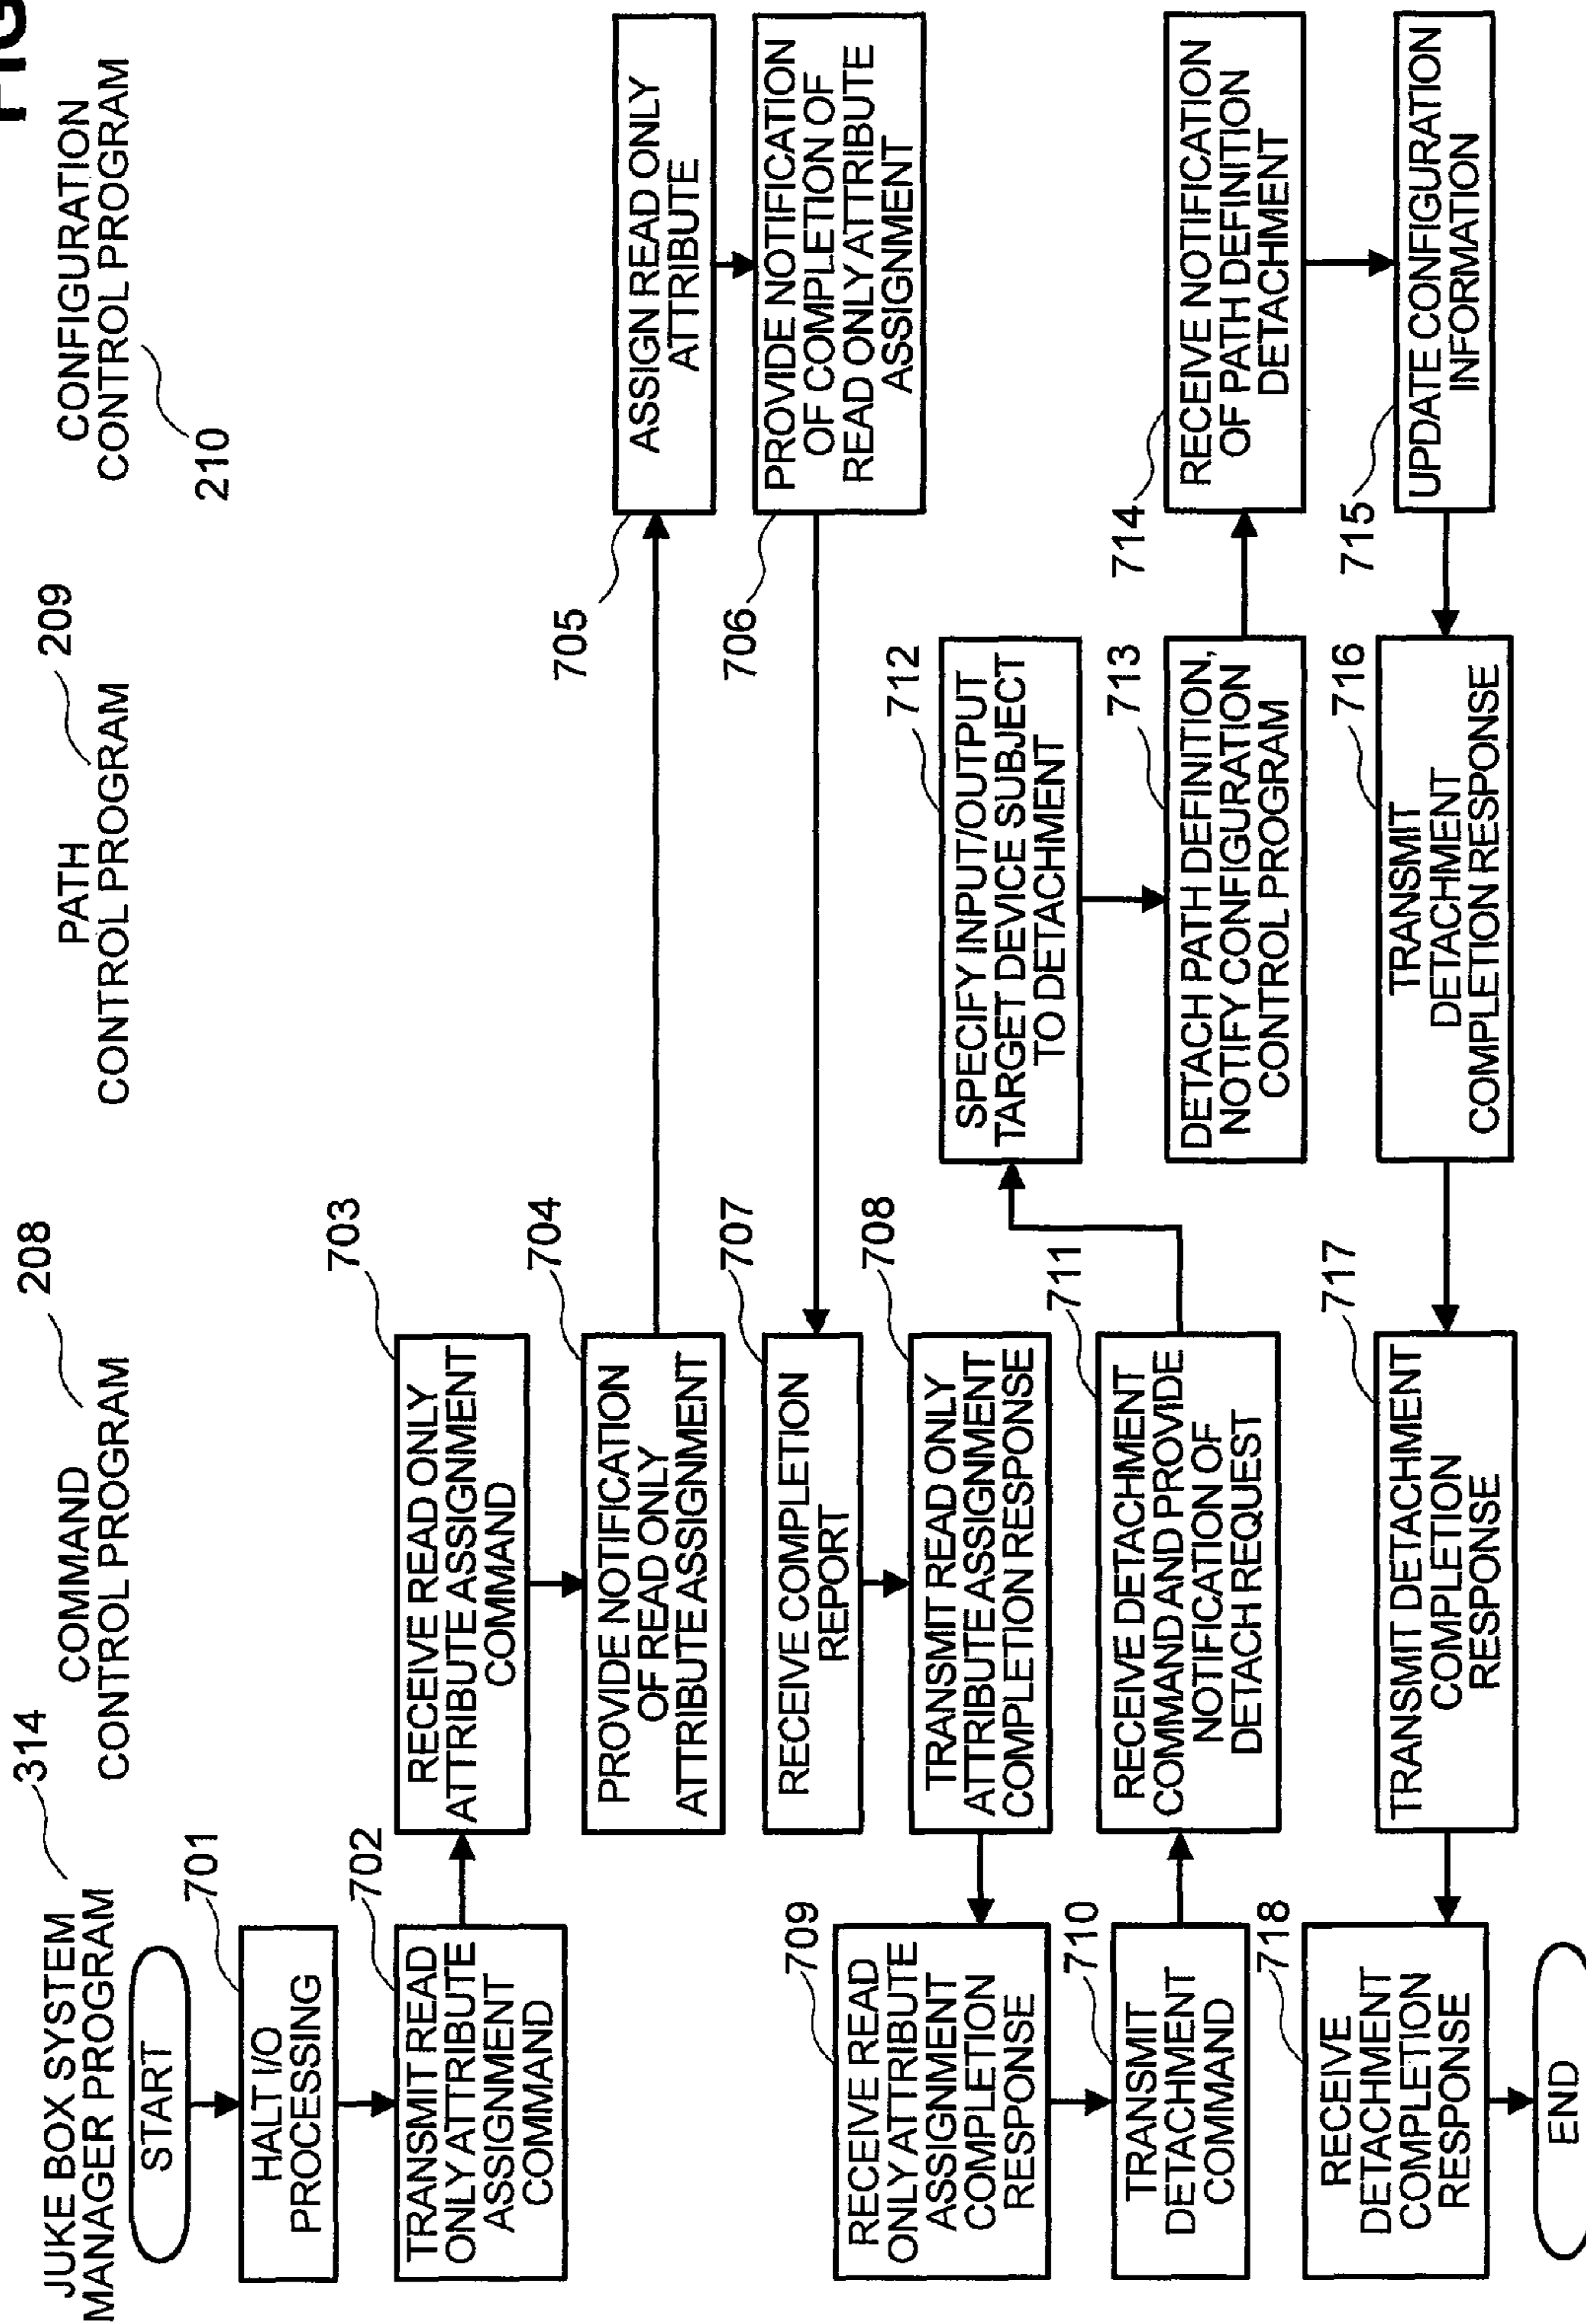 JUKE BOX SYSTEM
MANAGER PROGRAM
314
COMMAND
CONTROL PROGRAM
208
PATH
CONTROL PROGRAM
209
CONFIGURATION
CONTROL PROGRAM
210
START
701
HALT I/O
PROCESSING
702
TRANSMIT READ
ONLY ATTRIBUTE
ASSIGNMENT
COMMAND
703
RECEIVE READ ONLY
ATTRIBUTE ASSIGNMENT
COMMAND
704
PROVIDE NOTIFICATION
OF READ ONLY
ATTRIBUTE ASSIGNMENT
705
ASSIGN READ ONLY
ATTRIBUTE
706
PROVIDE NOTIFICATION
OF COMPLETION OF
READ ONLY ATTRIBUTE
ASSIGNMENT
707
RECEIVE COMPLETION
REPORT
708
TRANSMIT READ ONLY
ATTRIBUTE ASSIGNMENT
COMPLETION RESPONSE
709
RECEIVE READ
ONLY ATTRIBUTE
ASSIGNMENT
COMPLETION
RESPONSE
710
TRANSMIT
DETACHMENT
COMMAND
711
RECEIVE DETACHMENT
COMMAND AND PROVIDE
NOTIFICATION OF
DETACH REQUEST
712
SPECIFY INPUT/OUTPUT
TARGET DEVICE SUBJECT
TO DETACHMENT
713
DETACH PATH DEFINITION,
NOTIFY CONFIGURATION
CONTROL PROGRAM
714
RECEIVE NOTIFICATION
OF PATH DEFINITION
DETACHMENT
715
UPDATE CONFIGURATION
INFORMATION
716
TRANSMIT
DETACHMENT
COMPLETION RESPONSE
717
TRANSMIT DETACHMENT
COMPLETION
RESPONSE
718
RECEIVE
DETACHMENT
COMPLETION
RESPONSE
END